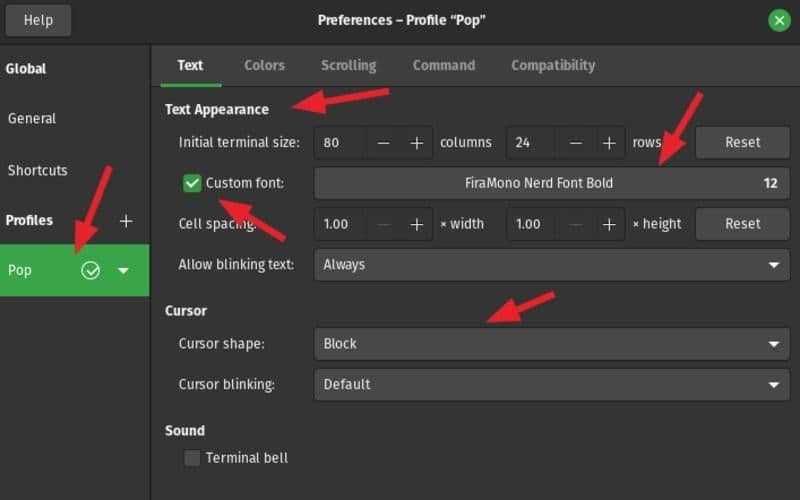 Help
Preferences – Profile “Pop”
Global
General
Shortcuts
Profiles +
Pop
Text Colors Scrolling Command Compatibility
Text Appearance
Initial terminal size: 80 − + columns 24 − + rows Reset
Custom font: FiraMono Nerd Font Bold 12
Cell spacing: 1.00 − + × width 1.00 − + × height Reset
Allow blinking text: Always
Cursor
Cursor shape: Block
Cursor blinking: Default
Sound
Terminal bell